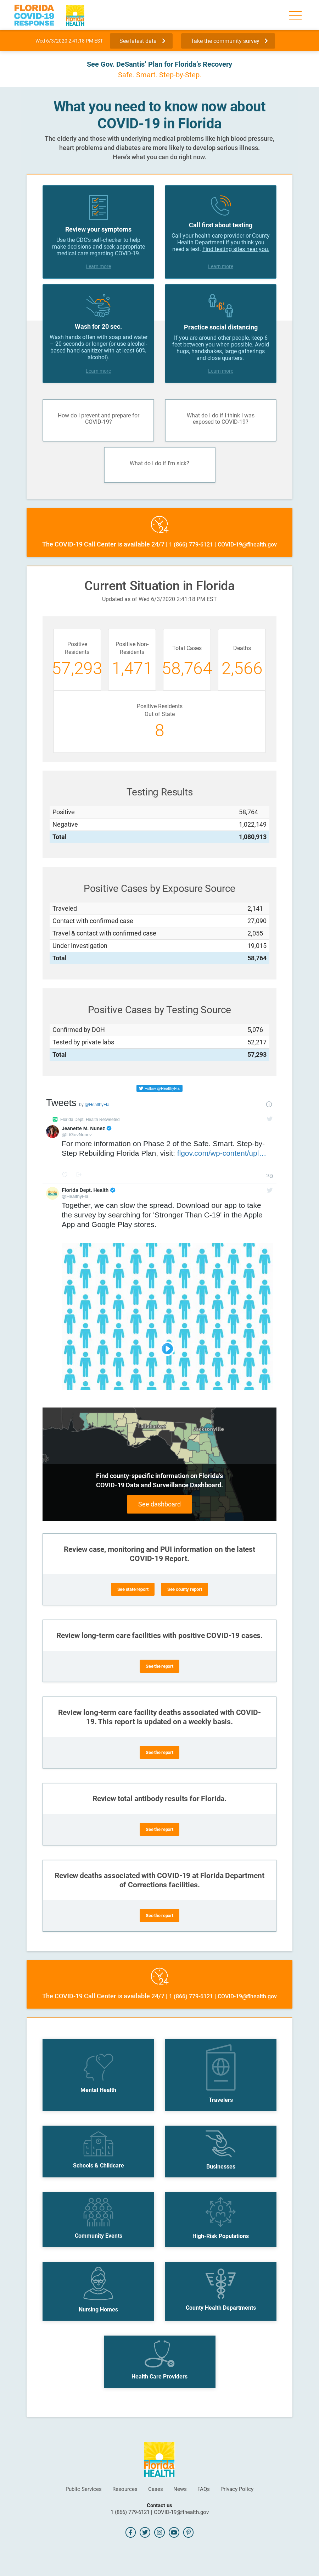 FLORIDA
COVID-19
RESPONSE
Florida
HEALTH
Wed 6/3/2020 2:41:18 PM EST
See latest data
Take the community survey
See Gov. DeSantis' Plan for Florida's Recovery
Safe. Smart. Step-by-Step.
What you need to know now about
COVID-19 in Florida
The elderly and those with underlying medical problems like high blood pressure,
heart problems and diabetes are more likely to develop serious illness.
Here's what you can do right now.
Review your symptoms
Use the CDC's self-checker to help
make decisions and seek appropriate
medical care regarding COVID-19.
Learn more
Call first about testing
Call your health care provider or County
Health Department if you think you
need a test. Find testing sites near you.
Learn more
Wash for 20 sec.
Wash hands often with soap and water
– 20 seconds or longer (or use alcohol-
based hand sanitizer with at least 60%
alcohol).
Learn more
Practice social distancing
If you are around other people, keep 6
feet between you when possible. Avoid
hugs, handshakes, large gatherings
and close quarters.
Learn more
How do I prevent and prepare for
COVID-19?
What do I do if I think I was
exposed to COVID-19?
What do I do if I'm sick?
24
The COVID-19 Call Center is available 24/7 | 1 (866) 779-6121 | COVID-19@flhealth.gov
Current Situation in Florida
Updated as of Wed 6/3/2020 2:41:18 PM EST
Positive
Residents
57,293
Positive Non-
Residents
1,471
Total Cases
58,764
Deaths
2,566
Positive Residents
Out of State
8
Testing Results
Positive 58,764
Negative 1,022,149
Total 1,080,913
Positive Cases by Exposure Source
Traveled 2,141
Contact with confirmed case 27,090
Travel & contact with confirmed case 2,055
Under Investigation 19,015
Total 58,764
Positive Cases by Testing Source
Confirmed by DOH 5,076
Tested by private labs 52,217
Total 57,293
Follow @HealthyFla
Tweets by @HealthyFla
Florida Dept. Health Retweeted
Jeanette M. Nunez
@LtGovNunez
For more information on Phase 2 of the Safe. Smart. Step-by-
Step Rebuilding Florida Plan, visit: flgov.com/wp-content/upl…
Florida Dept. Health
@HealthyFla
Together, we can slow the spread. Download our app to take
the survey by searching for 'Stronger Than C-19' in the Apple
App and Google Play stores.
Tallahassee
Jacksonville
Find county-specific information on Florida's
COVID-19 Data and Surveillance Dashboard.
See dashboard
Review case, monitoring and PUI information on the latest
COVID-19 Report.
See state report
See county report
Review long-term care facilities with positive COVID-19 cases.
See the report
Review long-term care facility deaths associated with COVID-
19. This report is updated on a weekly basis.
See the report
Review total antibody results for Florida.
See the report
Review deaths associated with COVID-19 at Florida Department
of Corrections facilities.
See the report
24
The COVID-19 Call Center is available 24/7 | 1 (866) 779-6121 | COVID-19@flhealth.gov
Mental Health
Travelers
Schools & Childcare
Businesses
Community Events
High-Risk Populations
Nursing Homes
County Health Departments
Health Care Providers
Florida
HEALTH
Public Services
Resources
Cases
News
FAQs
Privacy Policy
Contact us
1 (866) 779-6121 | COVID-19@flhealth.gov